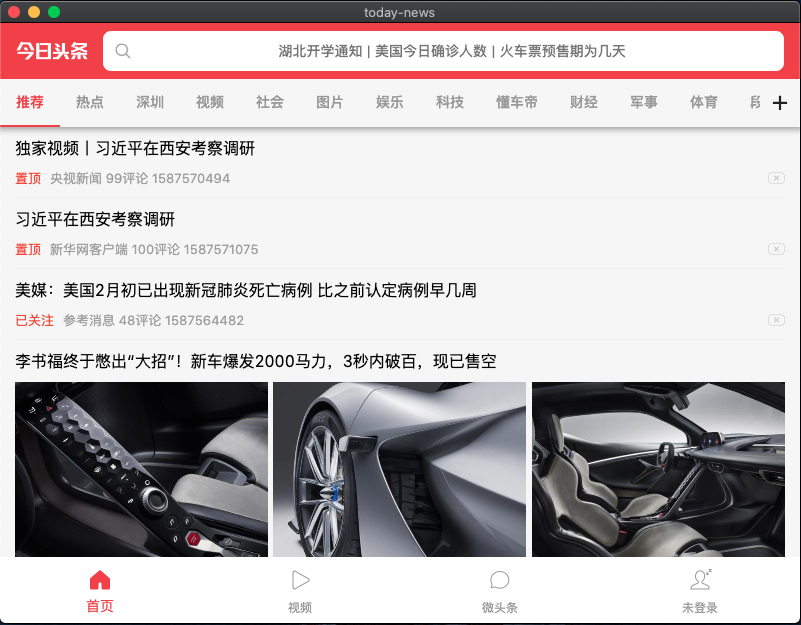 today-news
今日头条
湖北开学通知 | 美国今日确诊人数 | 火车票预售期为几天
推荐 热点 深圳 视频 社会 图片 娱乐 科技 懂车帝 财经 军事 体育
独家视频丨习近平在西安考察调研
置顶 央视新闻 99评论 1587570494
习近平在西安考察调研
置顶 新华网客户端 100评论 1587571075
美媒：美国2月初已出现新冠肺炎死亡病例 比之前认定病例早几周
已关注 参考消息 48评论 1587564482
李书福终于憋出“大招”！新车爆发2000马力，3秒内破百，现已售空
首页 视频 微头条 未登录